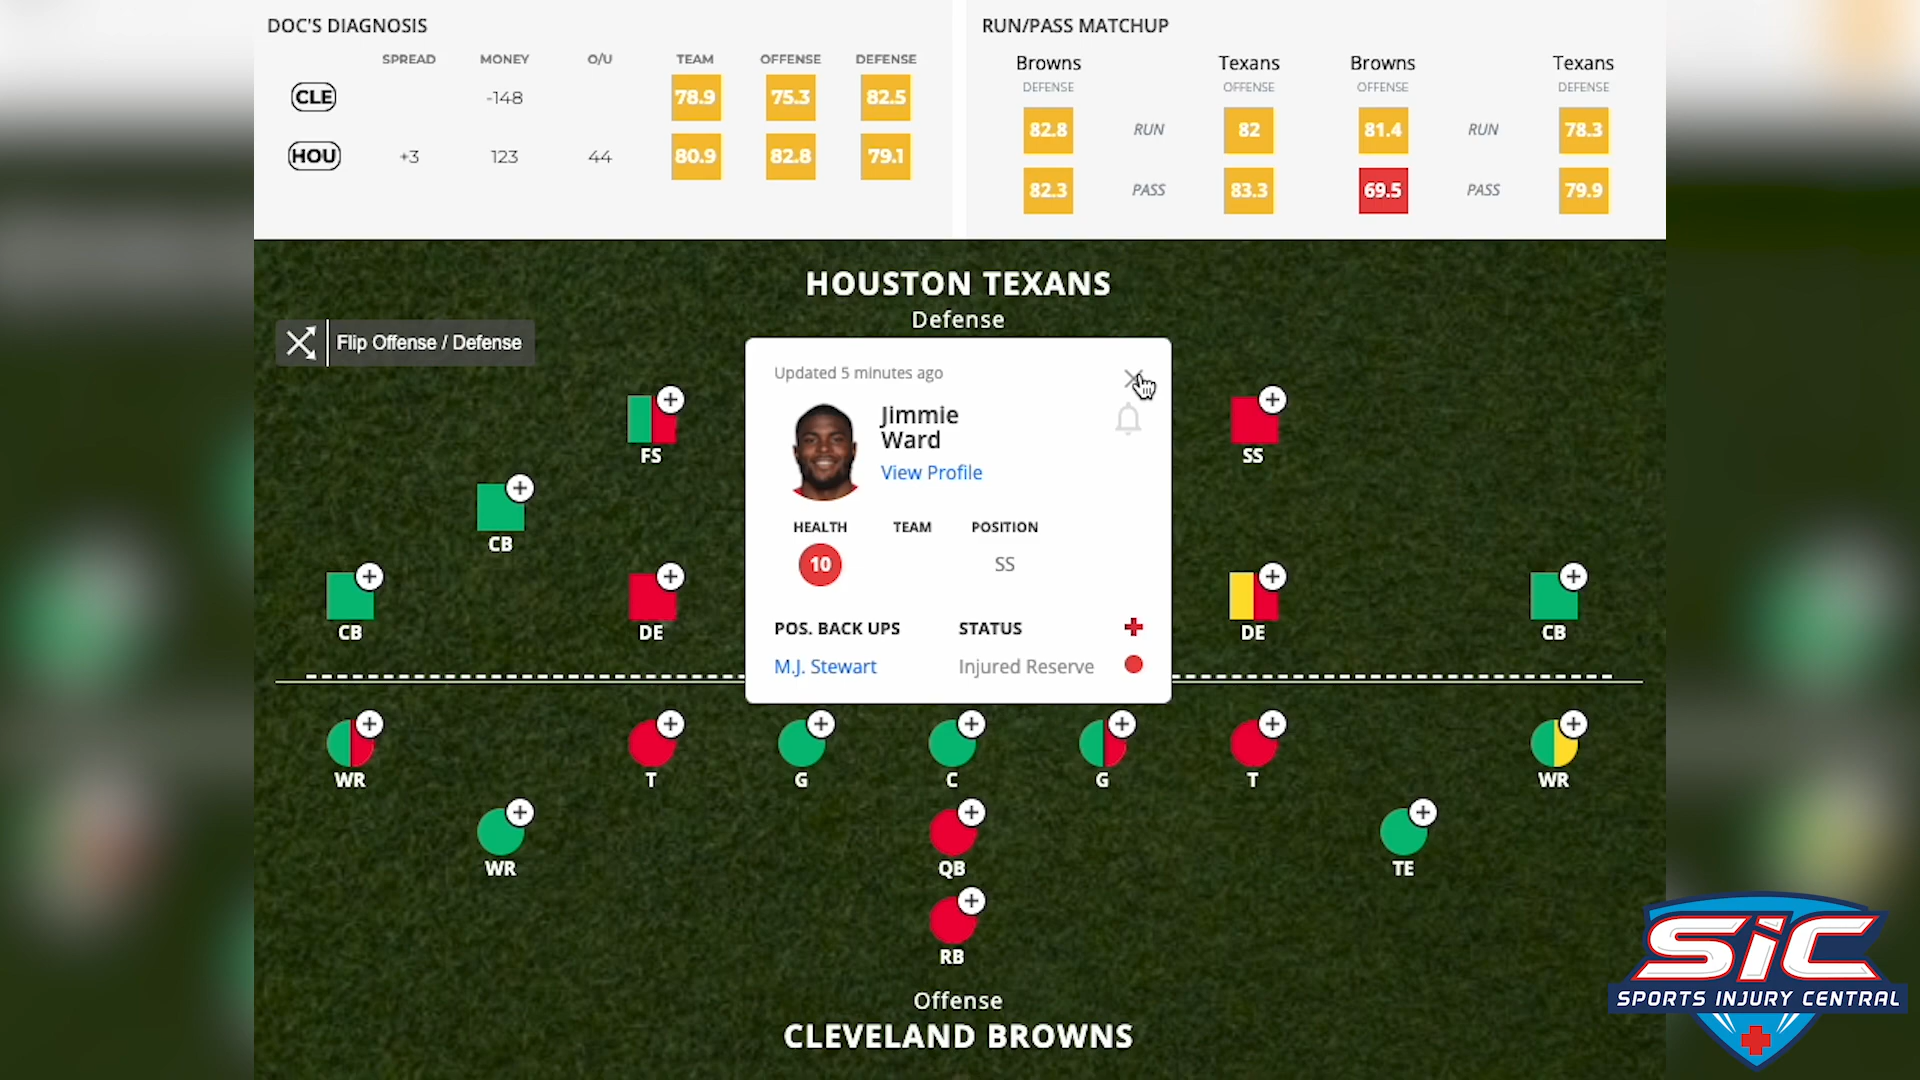 DOC'S DIAGNOSIS
SPREAD MONEY O/U TEAM OFFENSE DEFENSE
CLE -148 78.9 75.3 82.5
HOU +3 123 44 80.9 82.8 79.1
RUN/PASS MATCHUP
Browns Texans Browns Texans
DEFENSE OFFENSE OFFENSE DEFENSE
82.8 RUN 82 81.4 RUN 78.3
82.3 PASS 83.3 69.5 PASS 79.9
HOUSTON TEXANS
Defense
Flip Offense / Defense
Updated 5 minutes ago
Jimmie
Ward
View Profile
HEALTH TEAM POSITION
10 SS
POS. BACK UPS STATUS
M.J. Stewart Injured Reserve
FS SS
CB
CB DE DE CB
WR T G C G T WR
WR QB TE
RB
Offense
CLEVELAND BROWNS
SiC
SPORTS INJURY CENTRAL